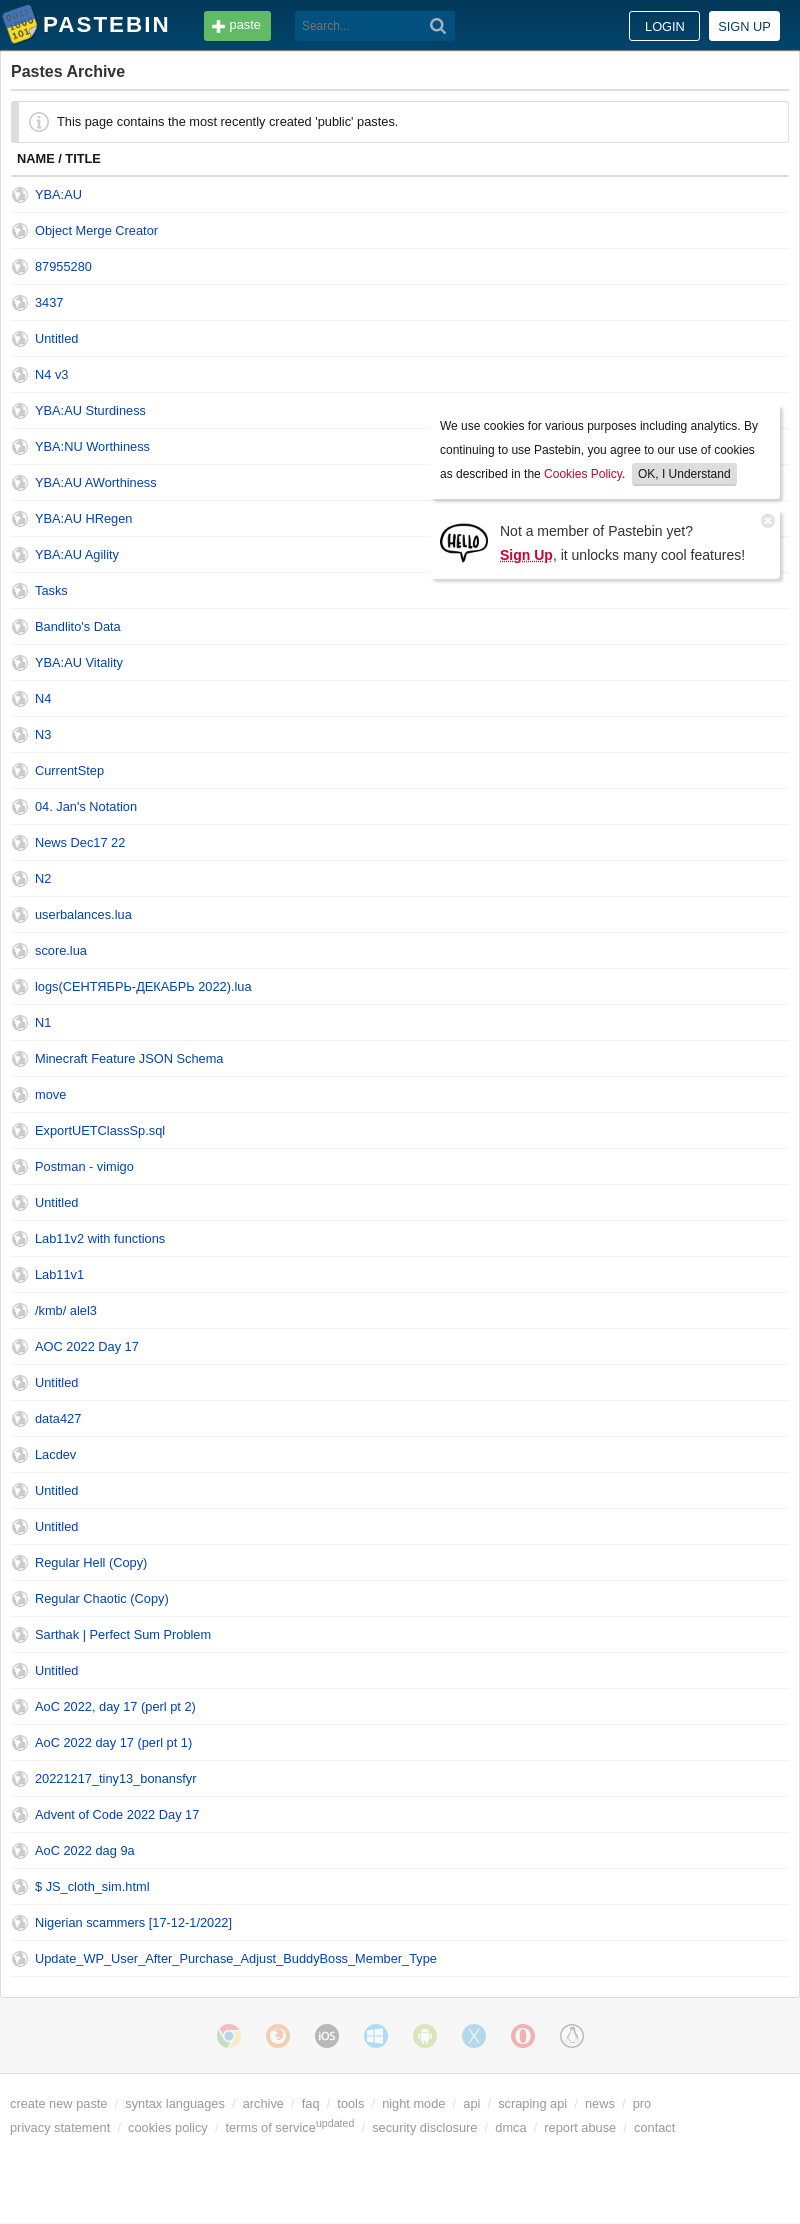 PASTEBIN paste Search... LOGIN SIGN UP
Pastes Archive
This page contains the most recently created 'public' pastes.
NAME / TITLE
YBA:AU
Object Merge Creator
87955280
3437
Untitled
N4 v3
YBA:AU Sturdiness
YBA:NU Worthiness
YBA:AU AWorthiness
YBA:AU HRegen
YBA:AU Agility
We use cookies for various purposes including analytics. By
continuing to use Pastebin, you agree to our use of cookies
as described in the Cookies Policy. OK, I Understand
HELLO
Not a member of Pastebin yet?
Sign Up, it unlocks many cool features!
Tasks
Bandlito's Data
YBA:AU Vitality
N4
N3
CurrentStep
04. Jan's Notation
News Dec17 22
N2
userbalances.lua
score.lua
logs(СЕНТЯБРЬ-ДЕКАБРЬ 2022).lua
N1
Minecraft Feature JSON Schema
move
ExportUETClassSp.sql
Postman - vimigo
Untitled
Lab11v2 with functions
Lab11v1
/kmb/ alel3
AOC 2022 Day 17
Untitled
data427
Lacdev
Untitled
Untitled
Regular Hell (Copy)
Regular Chaotic (Copy)
Sarthak | Perfect Sum Problem
Untitled
AoC 2022, day 17 (perl pt 2)
AoC 2022 day 17 (perl pt 1)
20221217_tiny13_bonansfyr
Advent of Code 2022 Day 17
AoC 2022 dag 9a
$ JS_cloth_sim.html
Nigerian scammers [17-12-1/2022]
Update_WP_User_After_Purchase_Adjust_BuddyBoss_Member_Type
iOS
create new paste / syntax languages / archive / faq / tools / night mode / api / scraping api / news / pro
privacy statement / cookies policy / terms of serviceupdated / security disclosure / dmca / report abuse / contact